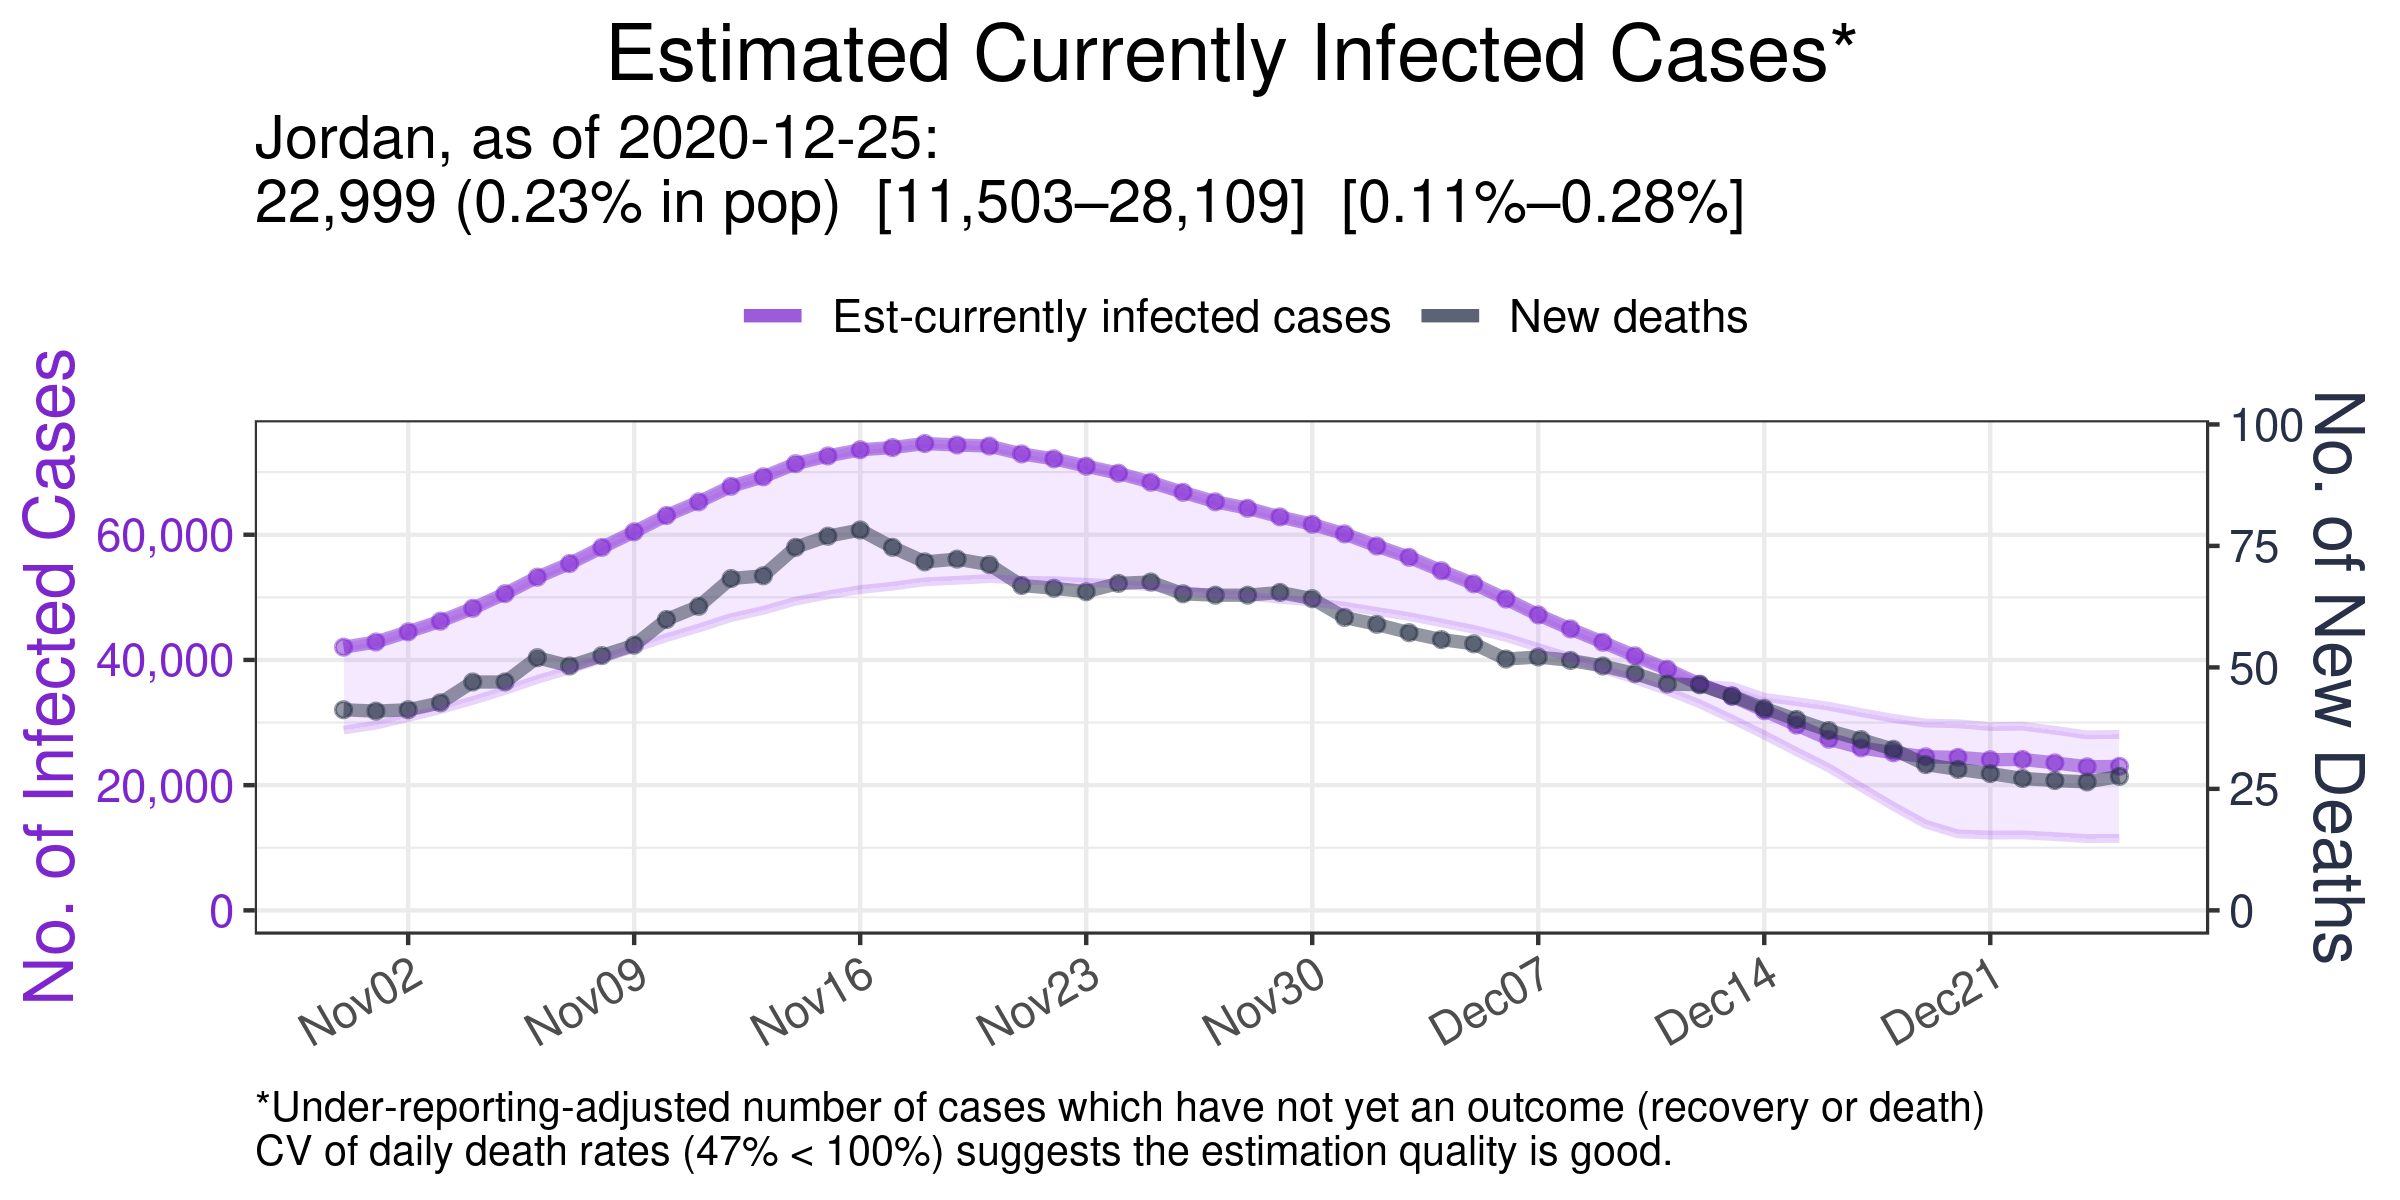 Estimated Currently Infected Cases*
Jordan, as of 2020-12-25:
22,999 (0.23% in pop)  [11,503–28,109]  [0.11%–0.28%]
Est-currently infected cases
New deaths
No. of Infected Cases
60,000
40,000
20,000
0
100
75
50
25
0
No. of New Deaths
Nov02
Nov09
Nov16
Nov23
Nov30
Dec07
Dec14
Dec21
*Under-reporting-adjusted number of cases which have not yet an outcome (recovery or death)
CV of daily death rates (47% < 100%) suggests the estimation quality is good.